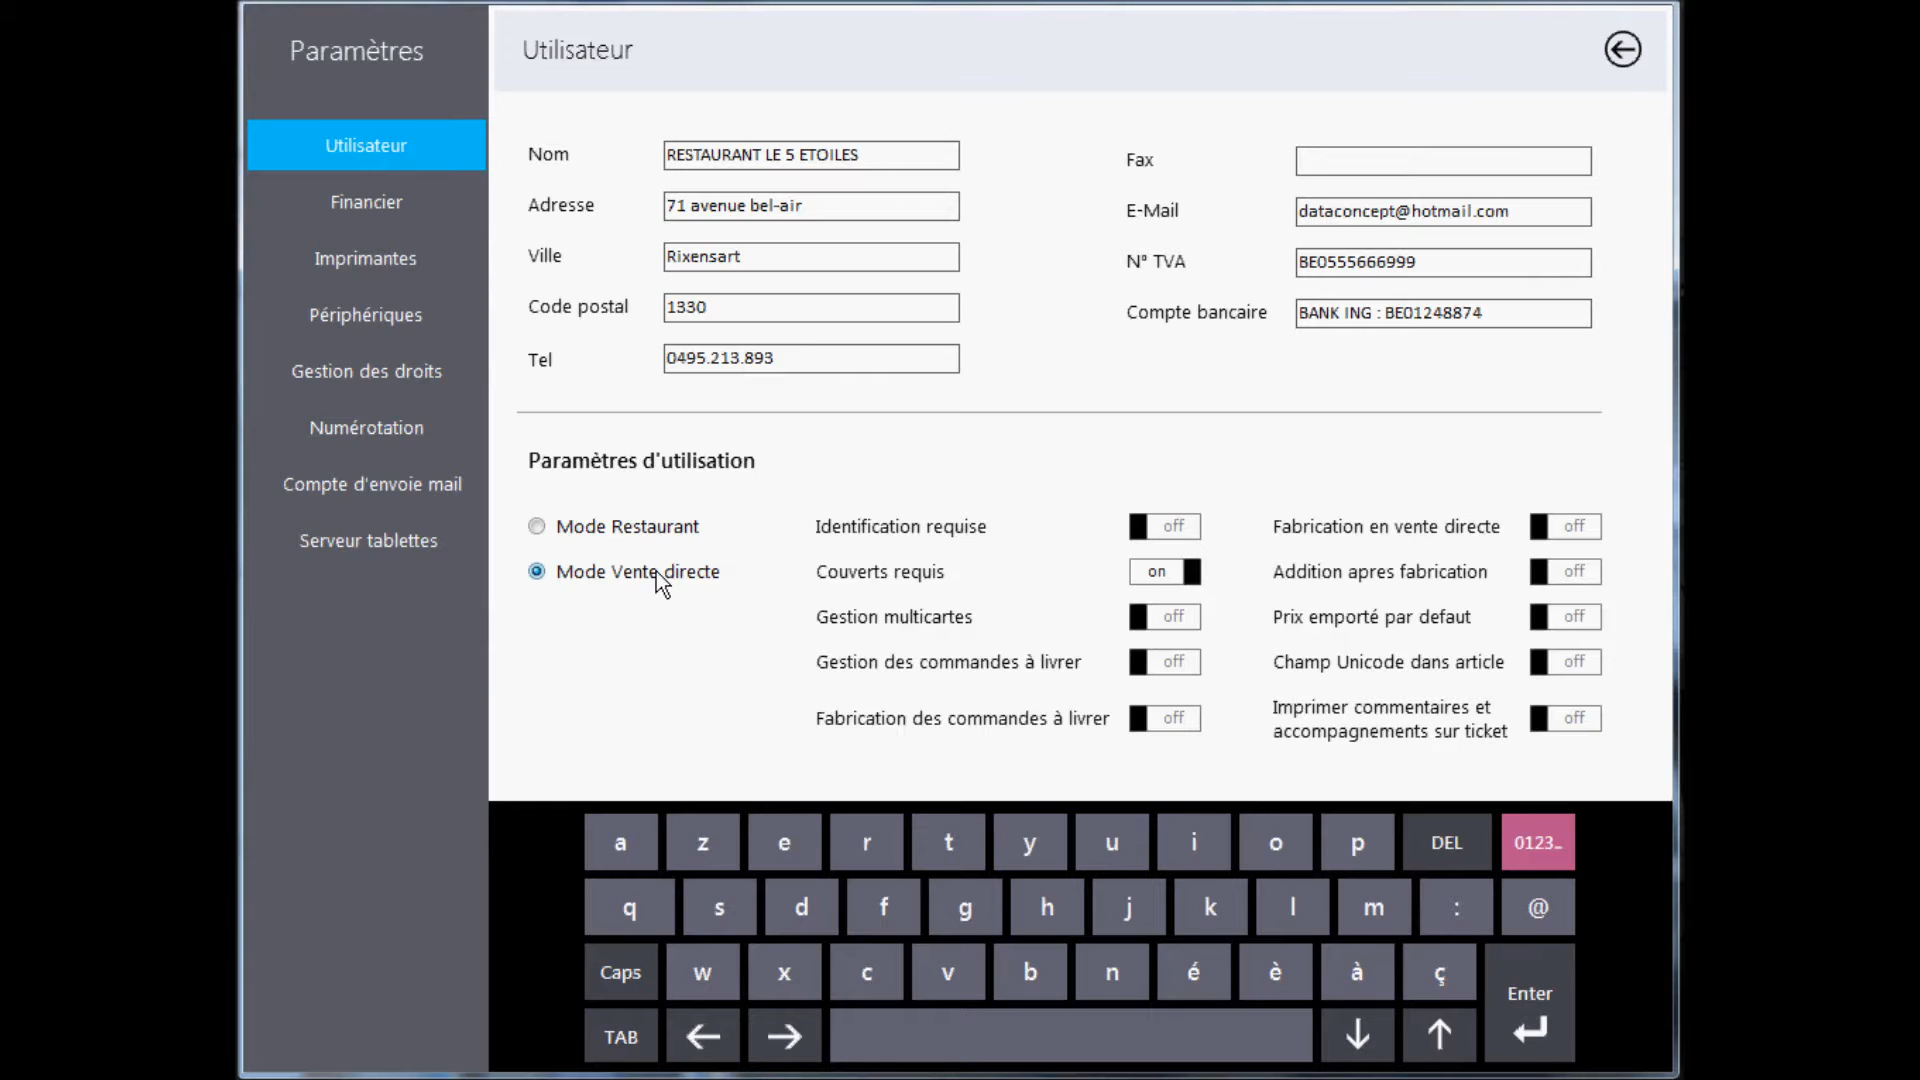 Paramètres
Utilisateur
Utilisateur
Financier
Imprimantes
Périphériques
Gestion des droits
Numérotation
Compte d'envoie mail
Serveur tablettes
Nom RESTAURANT LE 5 ETOILES
Adresse 71 avenue bel-air
Ville Rixensart
Code postal 1330
Tel 0495.213.893
Fax
E-Mail dataconcept@hotmail.com
N° TVA BE0555666999
Compte bancaire BANK ING : BE01248874
Paramètres d'utilisation
Mode Restaurant
Mode Vente directe
Identification requise off
Couverts requis on
Gestion multicartes off
Gestion des commandes à livrer off
Fabrication des commandes à livrer off
Fabrication en vente directe off
Addition apres fabrication off
Prix emporté par defaut off
Champ Unicode dans article off
Imprimer commentaires et
accompagnements sur ticket off
a z e r t y u i o p DEL 0123...
q s d f g h j k l m : @
Caps w x c v b n é è à ç
Enter
TAB